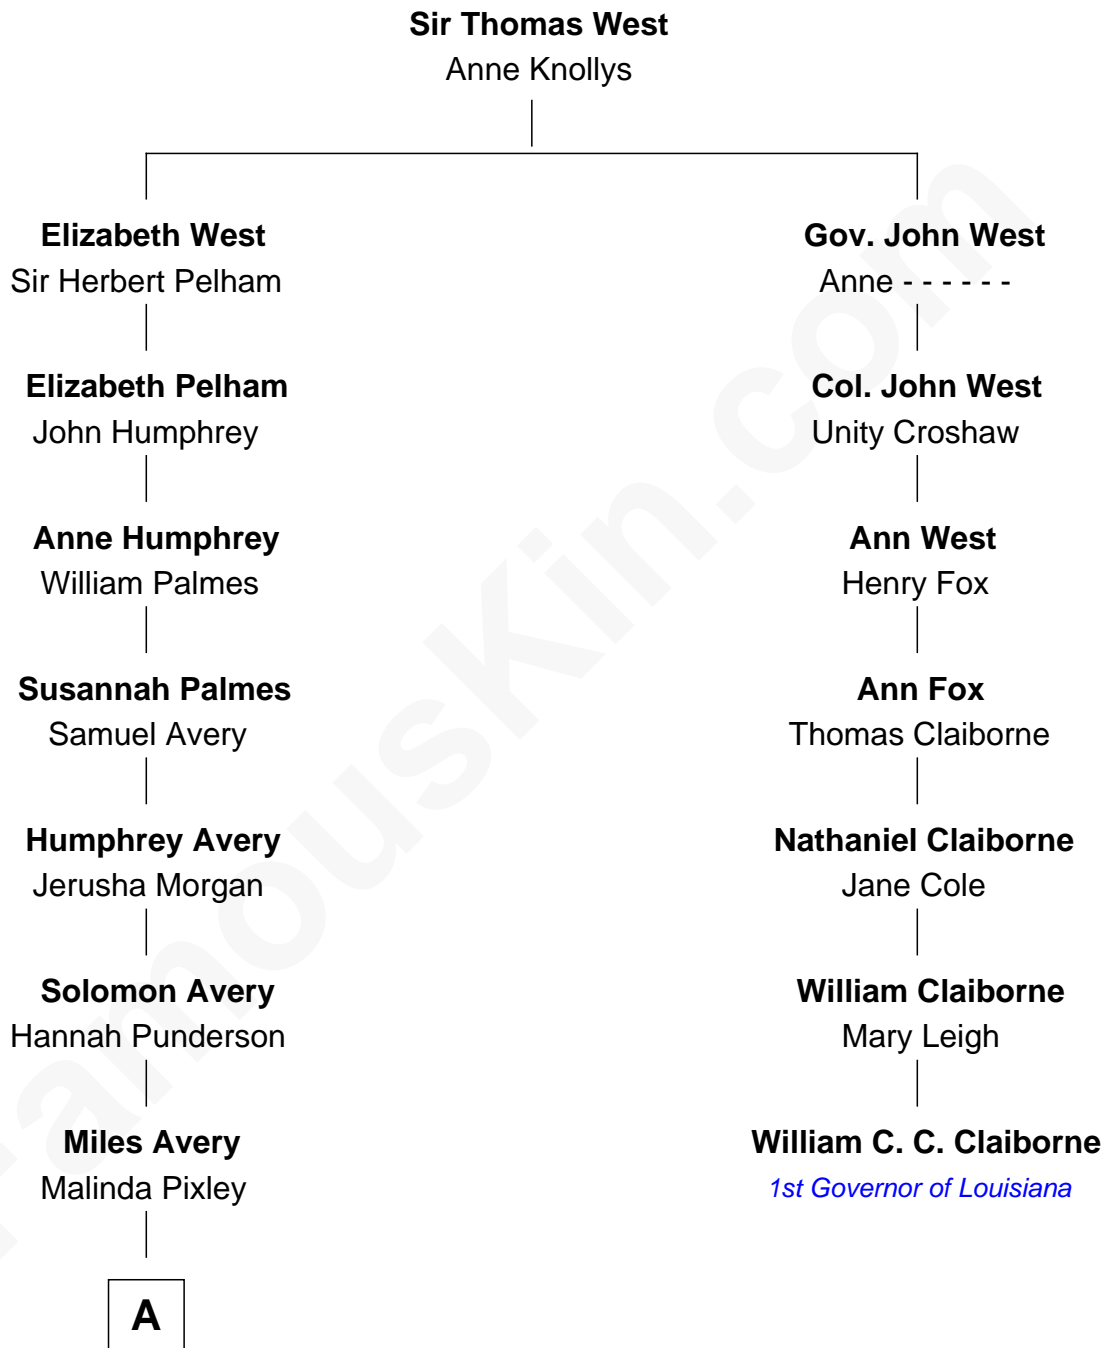 Sir Thomas West
Anne Knollys
Elizabeth West
Sir Herbert Pelham
Gov. John West
Anne - - - - - -
Elizabeth Pelham
John Humphrey
Col. John West
Unity Croshaw
Anne Humphrey
William Palmes
Ann West
Henry Fox
Susannah Palmes
Samuel Avery
Ann Fox
Thomas Claiborne
Humphrey Avery
Jerusha Morgan
Nathaniel Claiborne
Jane Cole
Solomon Avery
Hannah Punderson
William Claiborne
Mary Leigh
Miles Avery
Malinda Pixley
William C. C. Claiborne
1st Governor of Louisiana
A
FamousKin.com